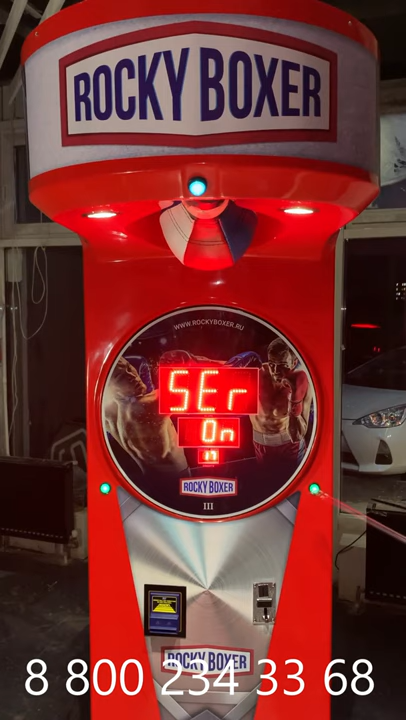 ROCKY BOXER
WWW.ROCKYBOXER.RU
SEr
On
n
ROCKY BOXER
III
ROCKY BOXER
8 800 234 33 68